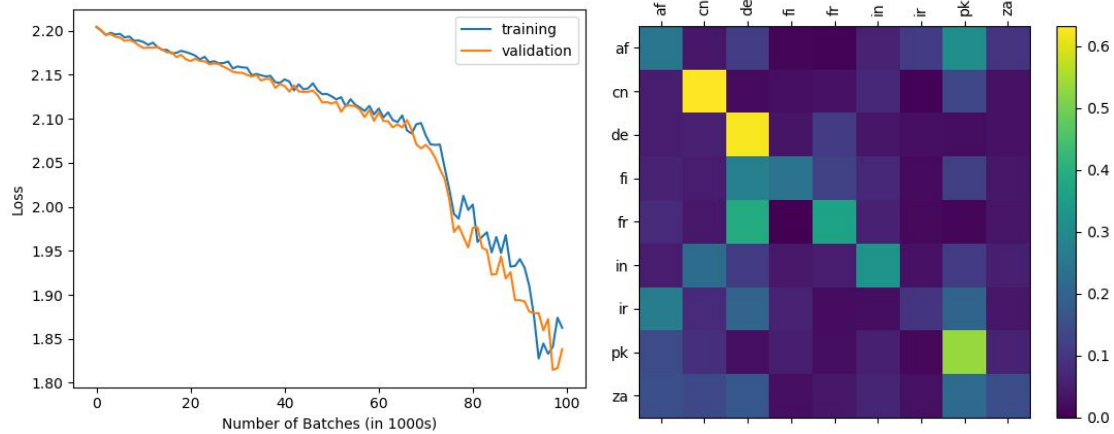 2.20
2.15
2.10
2.05
2.00
1.95
1.90
1.85
1.80
Loss
0 20 40 60 80 100
Number of Batches (in 1000s)
training
validation
af cn de fi fr in ir pk za
af
cn
de
fi
fr
in
ir
pk
za
0.6
0.5
0.4
0.3
0.2
0.1
0.0